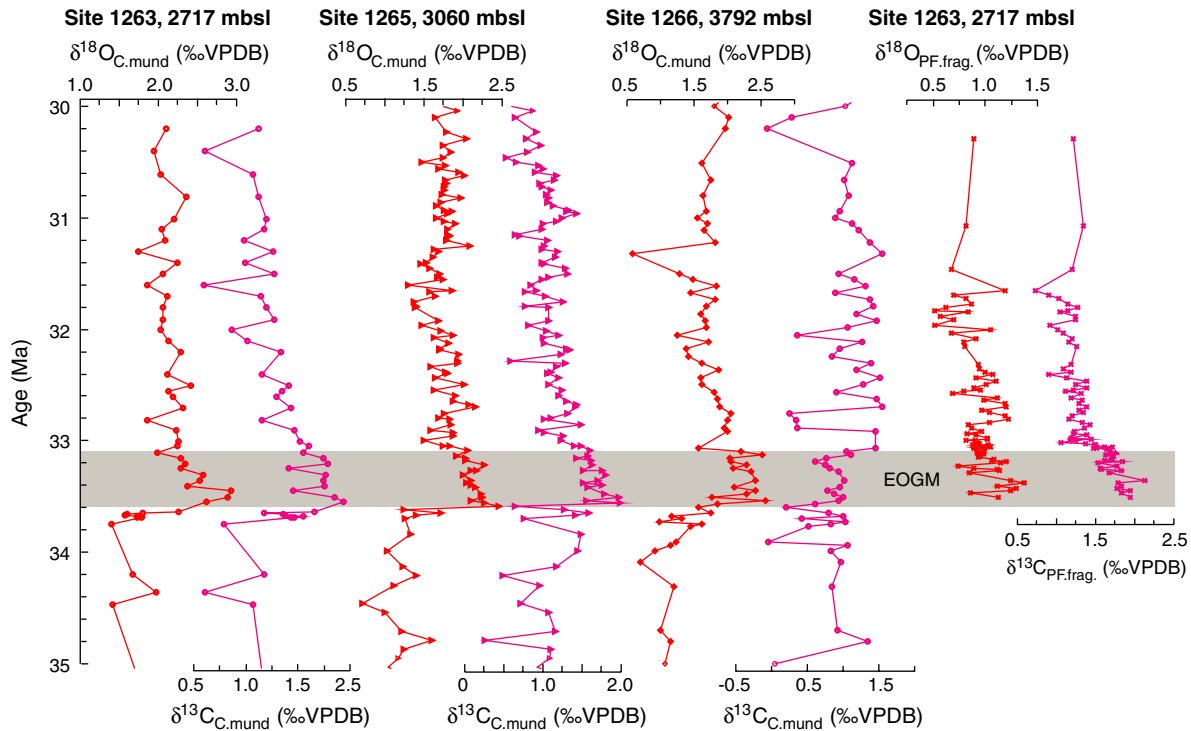 Site 1263, 2717 mbsl Site 1265, 3060 mbsl Site 1266, 3792 mbsl Site 1263, 2717 mbsl
δ18OC.mund (‰VPDB) δ18OC.mund (‰VPDB) δ18OC.mund (‰VPDB) δ18OPF.frag. (‰VPDB)
1.0 2.0 3.0 0.5 1.5 2.5 0.5 1.5 2.5 0.5 1.0 1.5
30
31
32
33
34
35
Age (Ma)
EOGM
0.5 1.5 2.5
δ13CPF.frag. (‰VPDB)
0.5 1.0 1.5 2.5 0 1.0 2.0 -0.5 0.5 1.5
δ13CC.mund (‰VPDB) δ13CC.mund (‰VPDB) δ13CC.mund (‰VPDB)